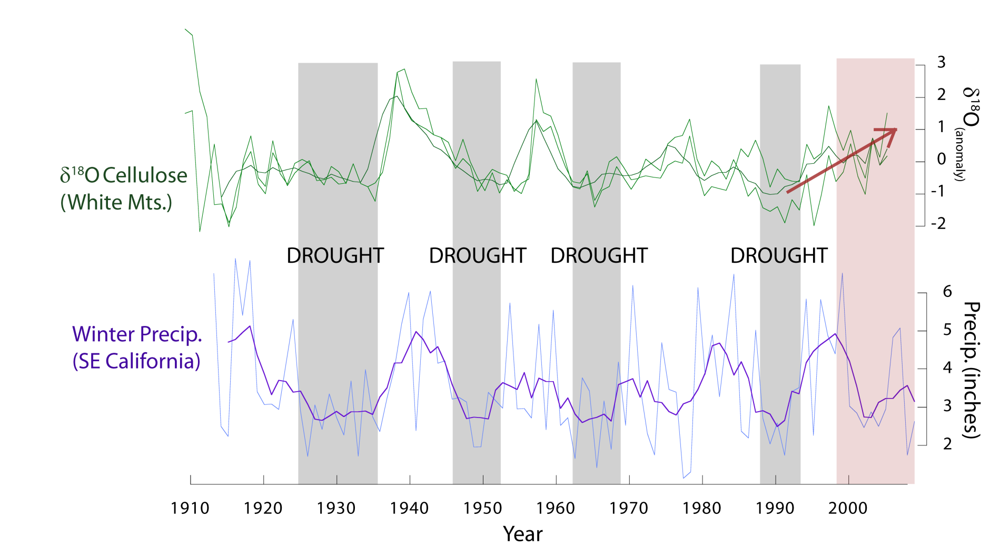 3
2
1
0
-1
-2
δ18O
(anomaly)
δ18O Cellulose
(White Mts.)
DROUGHT DROUGHT DROUGHT DROUGHT
Winter Precip.
(SE California)
6
5
4
3
2
Precip. (inches)
1910 1920 1930 1940 1950 1960 1970 1980 1990 2000
Year